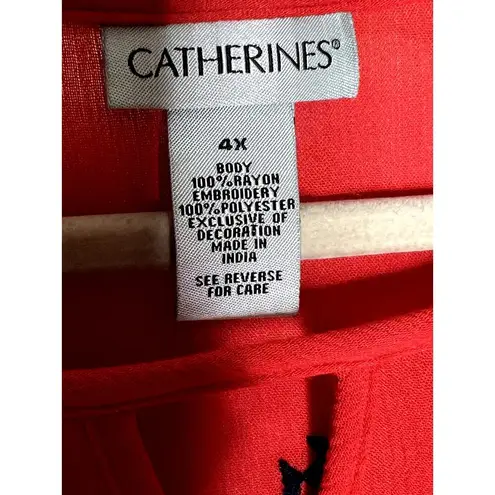 CATHERINES®
4X
BODY
100%RAYON
EMBROIDERY
100%POLYESTER
EXCLUSIVE OF
DECORATION
MADE IN
INDIA
SEE REVERSE
FOR CARE